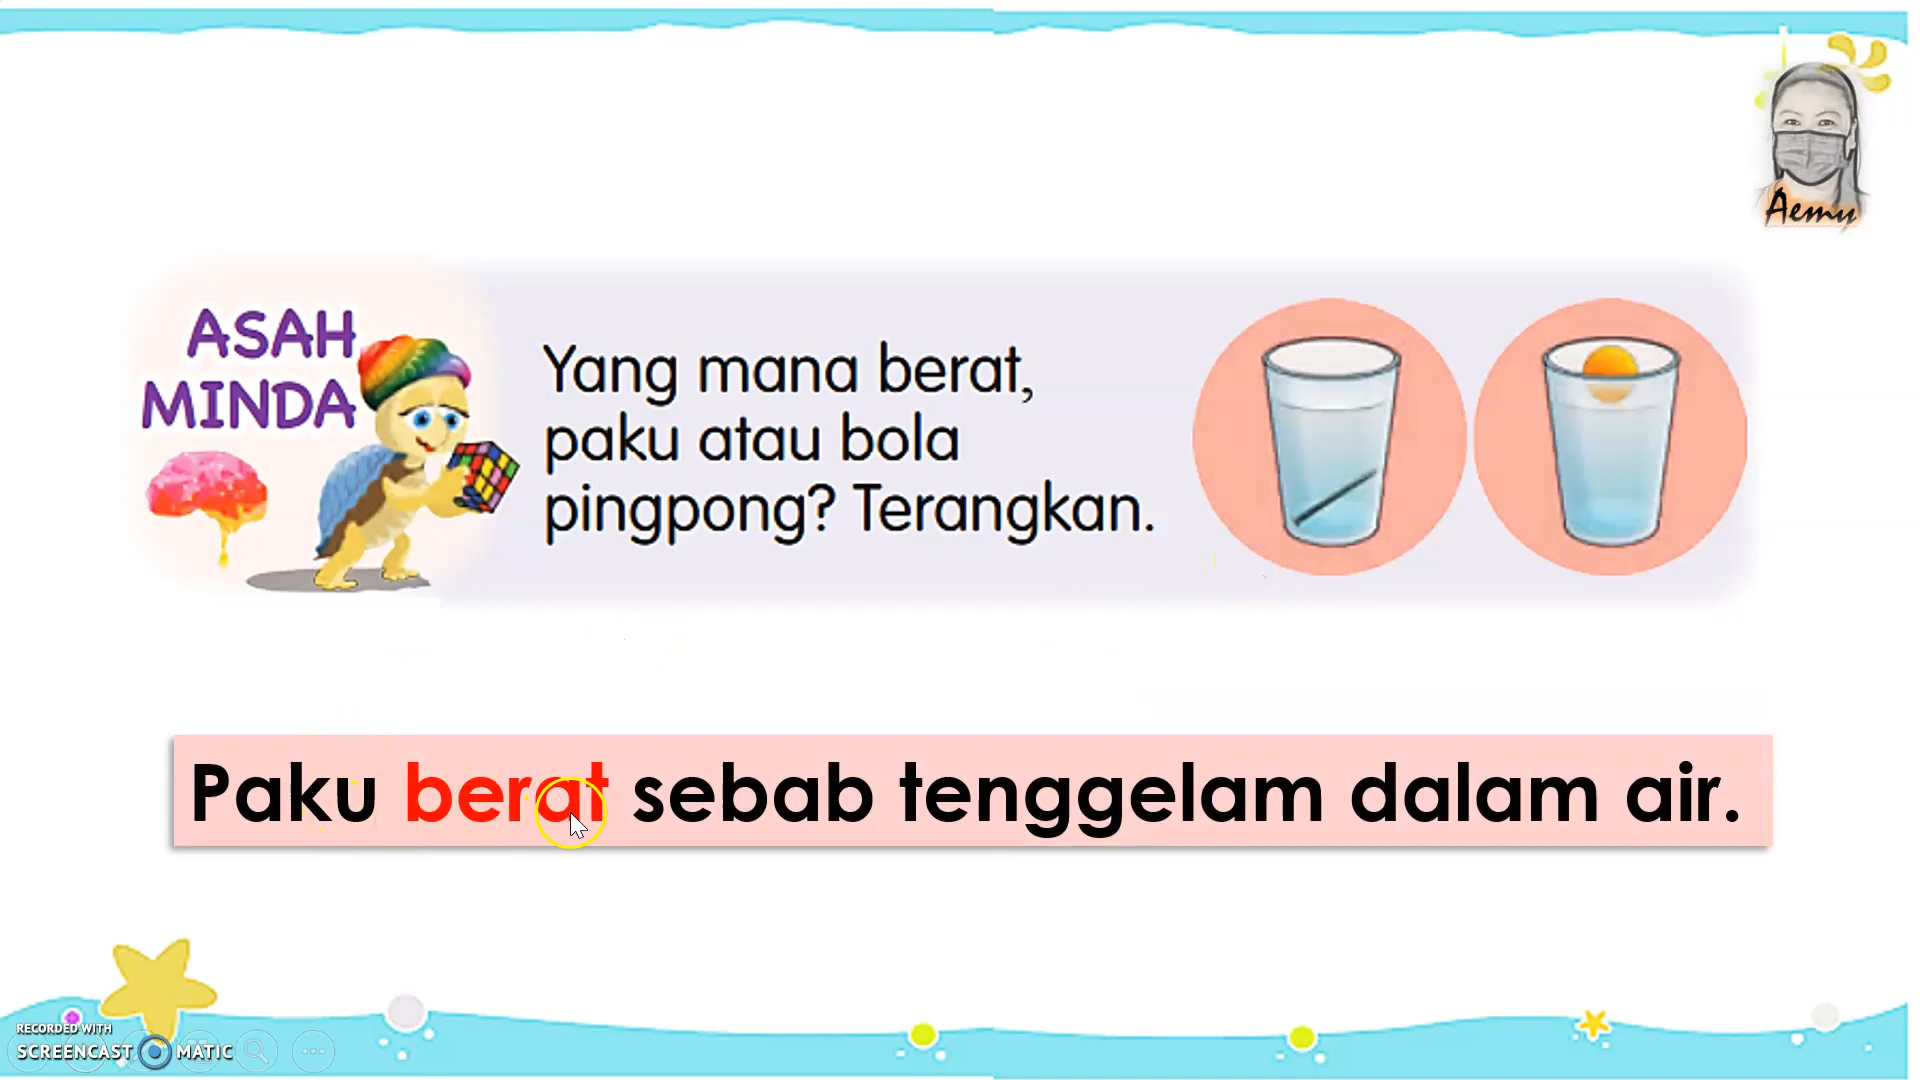 Aemy
ASAH
MINDA
Yang mana berat,
paku atau bola
pingpong? Terangkan.
Paku berat sebab tenggelam dalam air.
RECORDED WITH
SCREENCAST MATIC